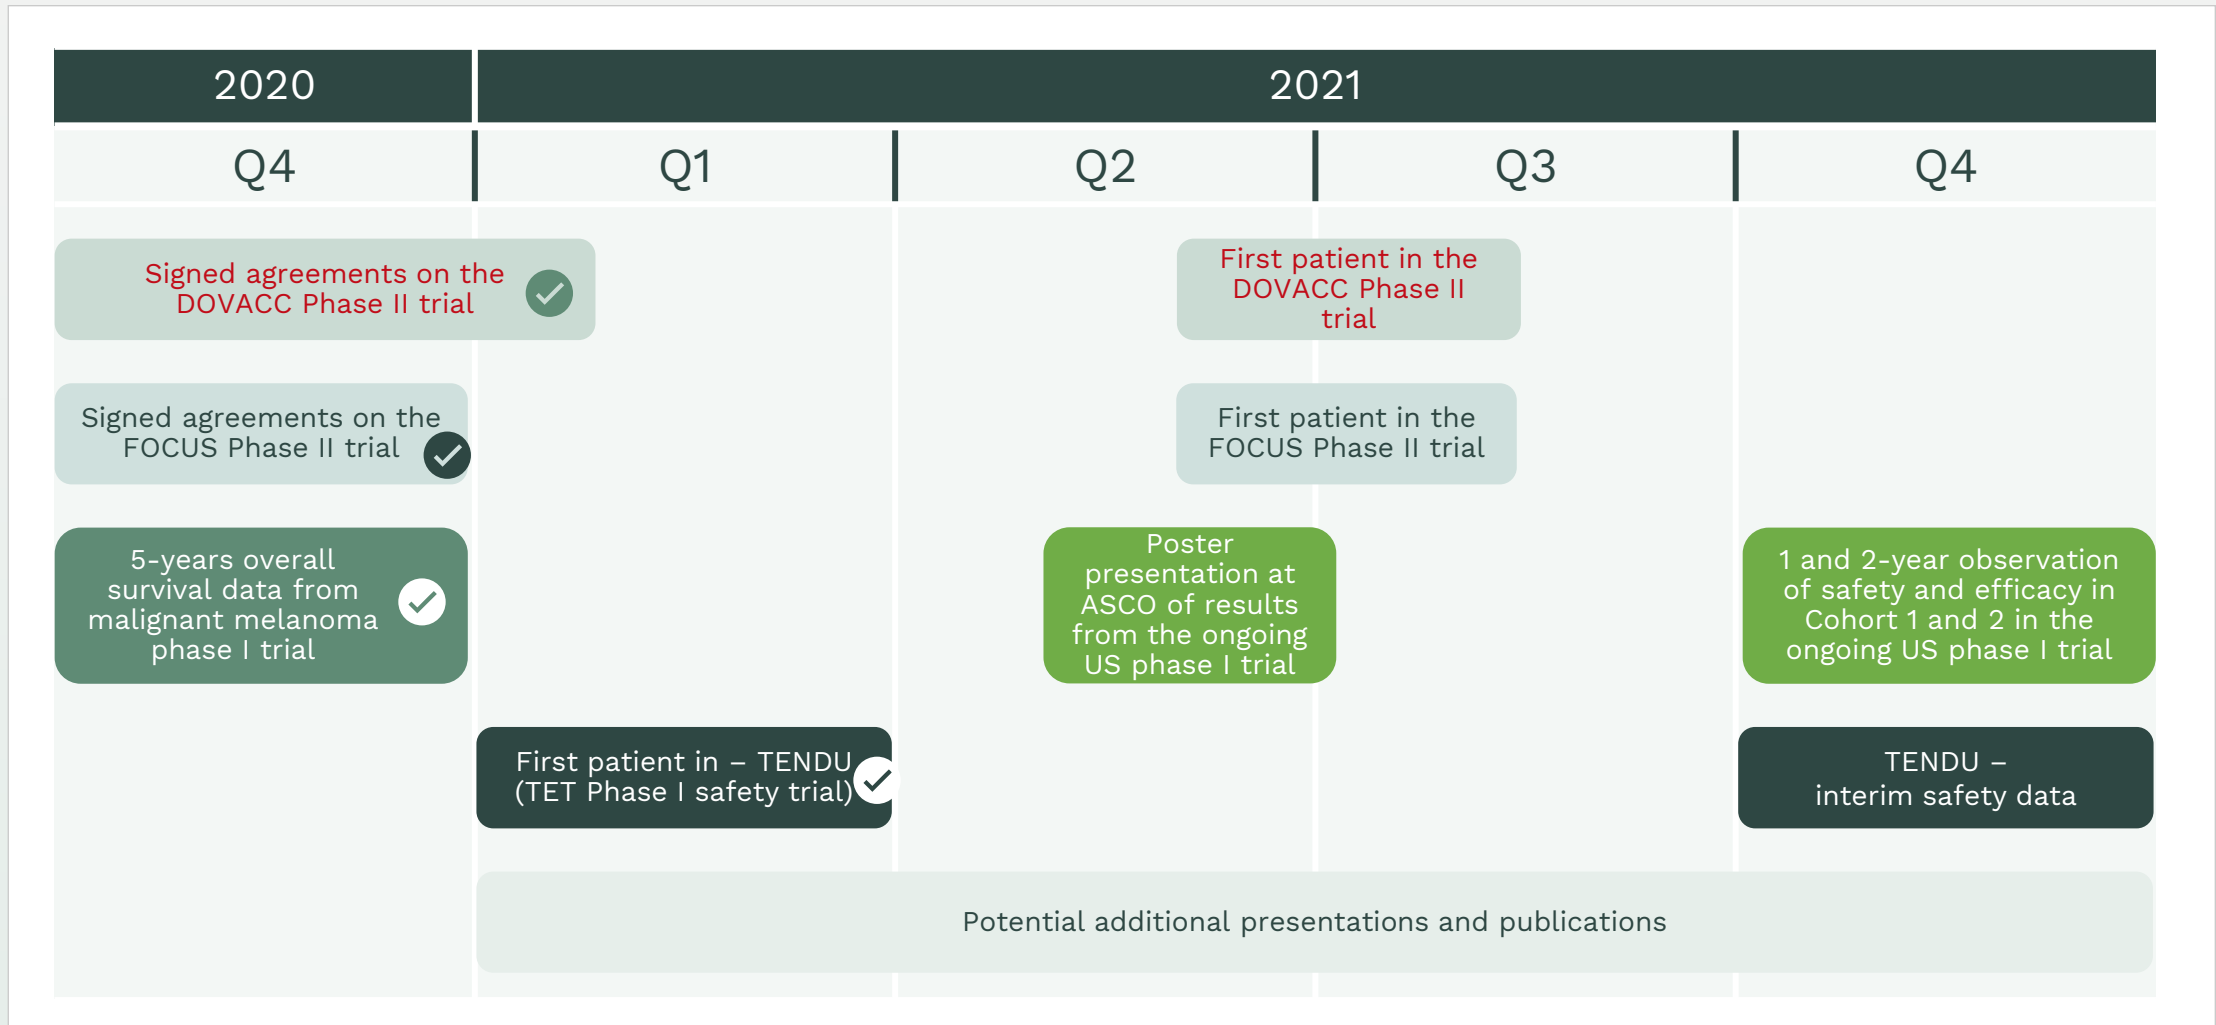 2020
2021
Q4
Q1
Q2
Q3
Q4
Signed agreements on the
DOVACC Phase II trial
First patient in the
DOVACC Phase II
trial
Signed agreements on the
FOCUS Phase II trial
First patient in the
FOCUS Phase II trial
5-years overall
survival data from
malignant melanoma
phase I trial
Poster
presentation at
ASCO of results
from the ongoing
US phase I trial
1 and 2-year observation
of safety and efficacy in
Cohort 1 and 2 in the
ongoing US phase I trial
First patient in – TENDU
(TET Phase I safety trial)
TENDU –
interim safety data
Potential additional presentations and publications